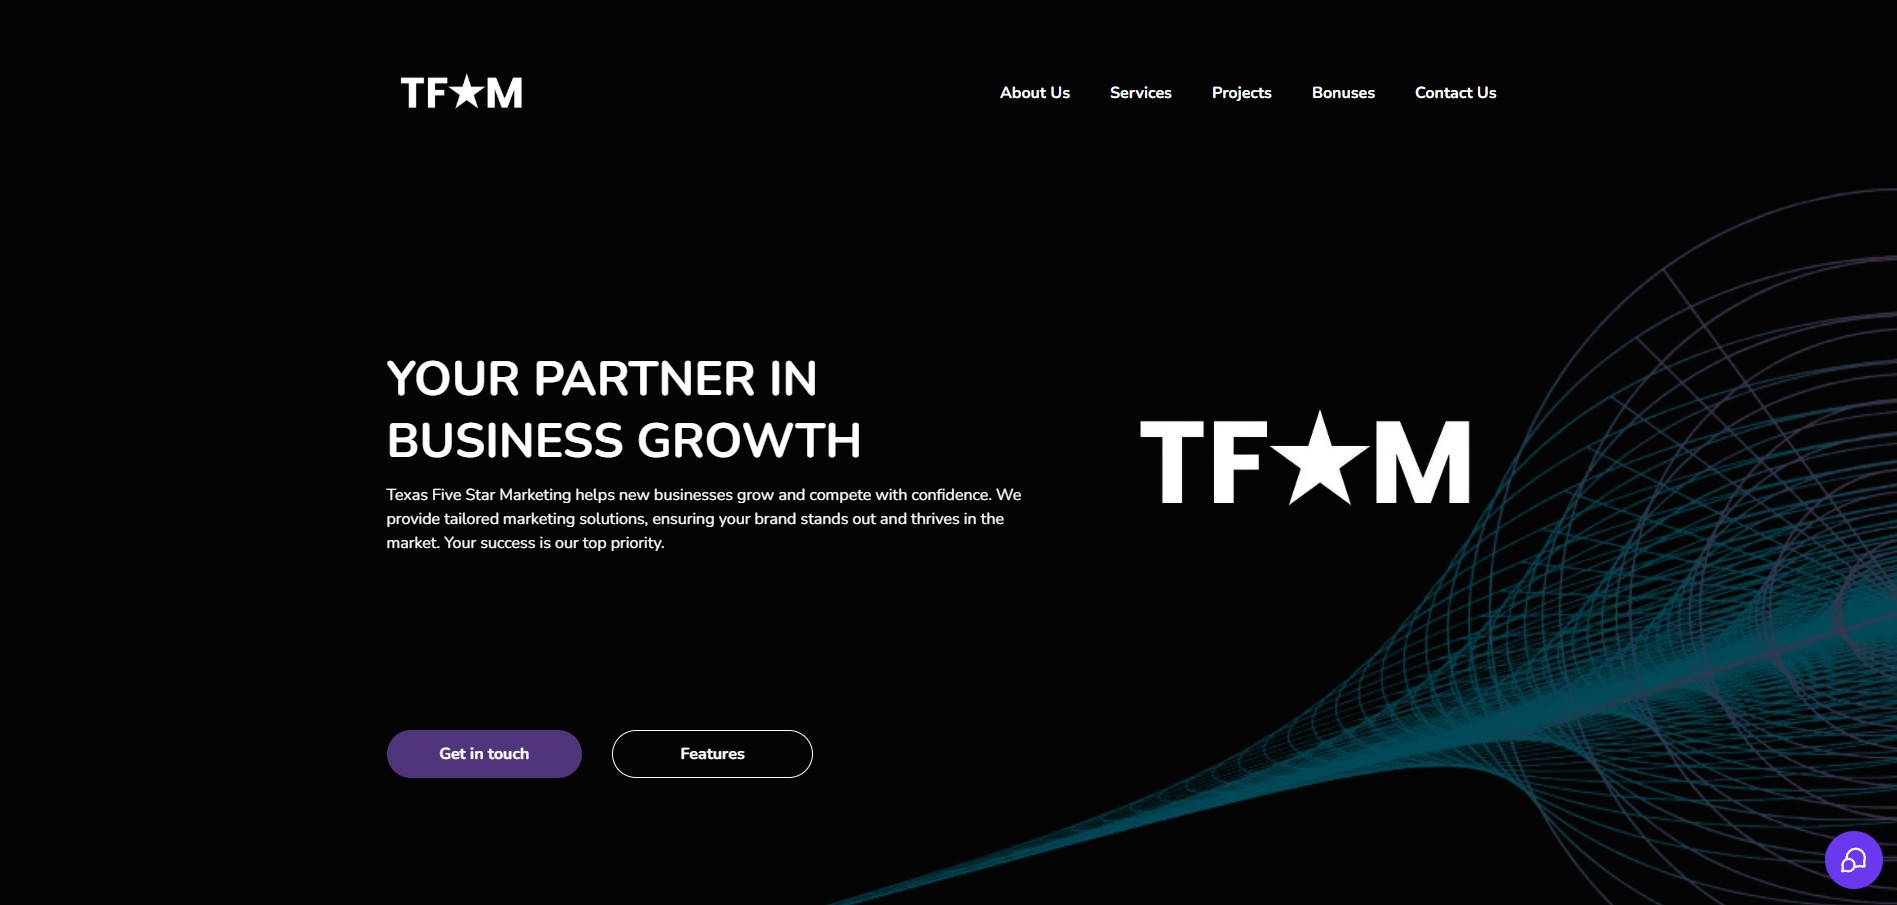 TF★M
About Us Services Projects Bonuses Contact Us
YOUR PARTNER IN
BUSINESS GROWTH
Texas Five Star Marketing helps new businesses grow and compete with confidence. We
provide tailored marketing solutions, ensuring your brand stands out and thrives in the
market. Your success is our top priority.
TF★M
Get in touch Features